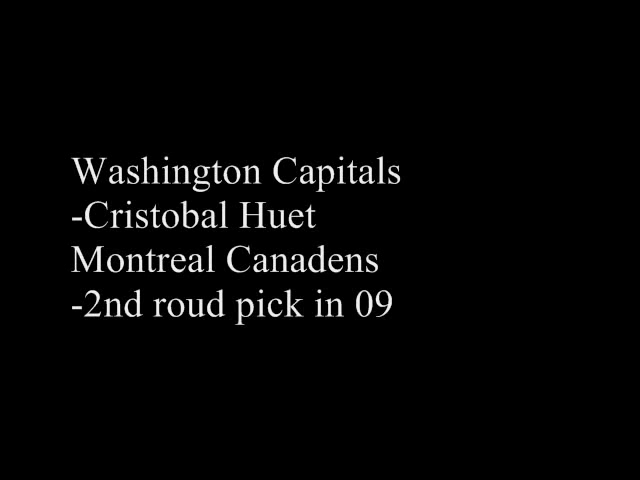 Washington Capitals
-Cristobal Huet
Montreal Canadens
-2nd roud pick in 09